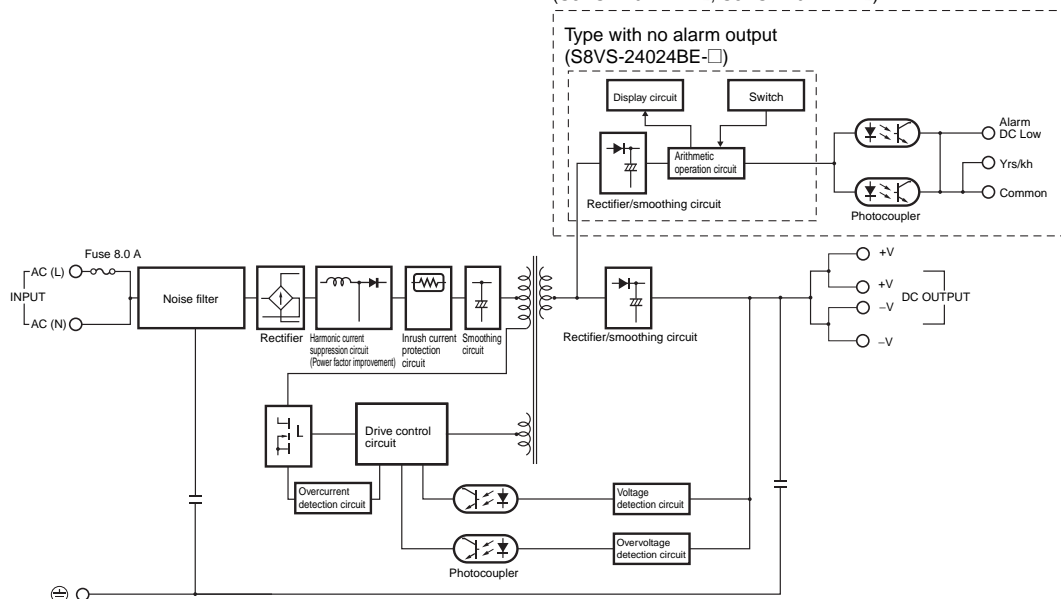 Type with no alarm output
(S8VS-24024BE-□)
Display circuit
Switch
Arithmetic
operation circuit
Rectifier/smoothing circuit
Alarm
DC Low
Yrs/kh
Common
Photocoupler
Fuse 8.0 A
AC (L)
INPUT
AC (N)
Noise filter
Rectifier
Harmonic current
suppression circuit
(Power factor improvement)
Inrush current
protection
circuit
Smoothing
circuit
Rectifier/smoothing circuit
+V
+V
DC OUTPUT
–V
–V
Drive control
circuit
Overcurrent
detection circuit
Voltage
detection circuit
Overvoltage
detection circuit
Photocoupler